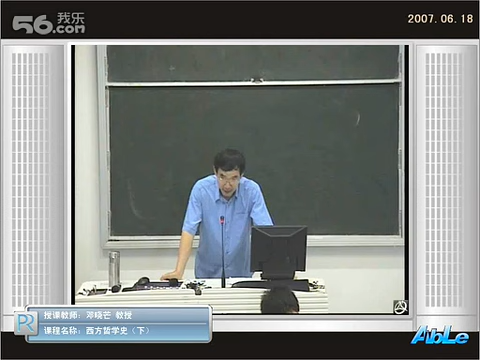 56我乐
.com
2007.06.18
授课教师：邓晓芒 教授
课程名称：西方哲学史（下）
AbLe